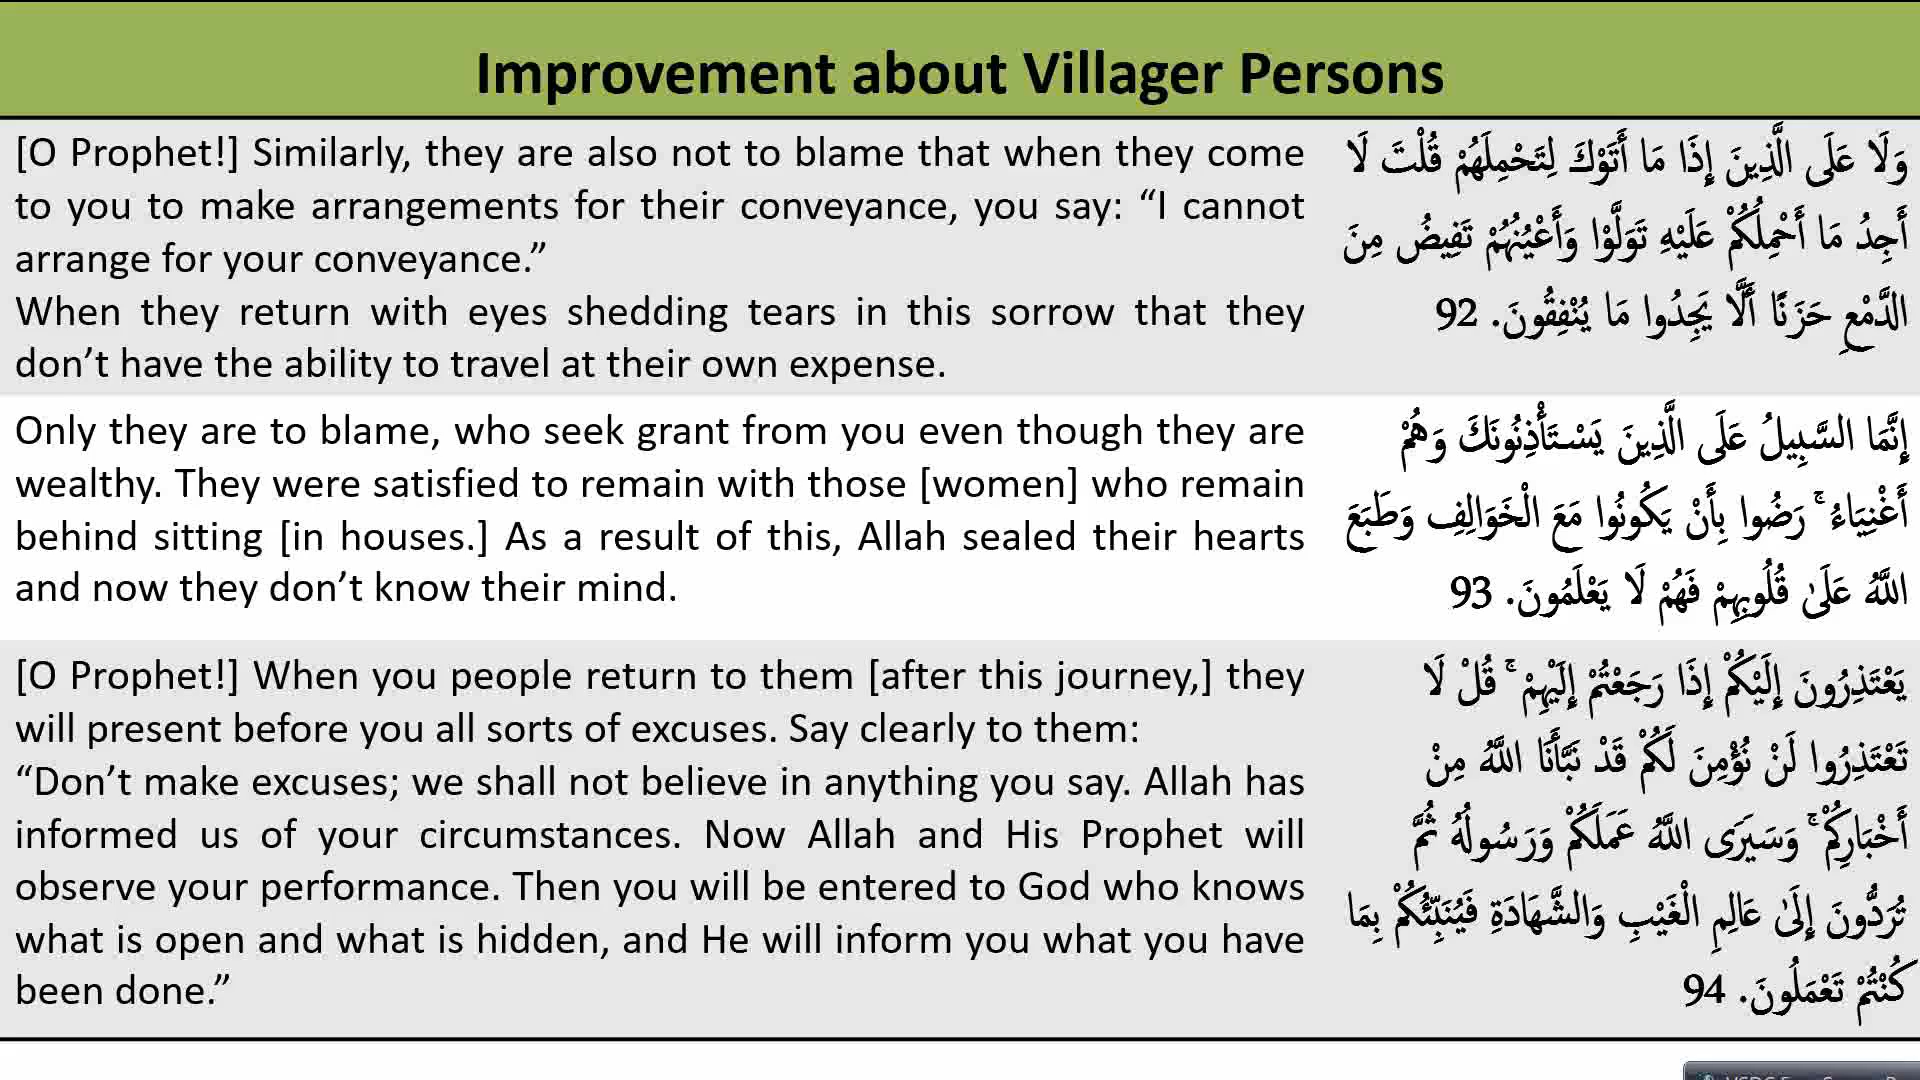 Improvement about Villager Persons
[O Prophet!] Similarly, they are also not to blame that when they come
to you to make arrangements for their conveyance, you say: “I cannot
arrange for your conveyance.”
When they return with eyes shedding tears in this sorrow that they
don’t have the ability to travel at their own expense.
وَلَا عَلَى الَّذِينَ إِذَا مَا أَتَوْكَ لِتَحْمِلَهُمْ قُلْتَ لَا
أَجِدُ مَا أَحْمِلُكُمْ عَلَيْهِ تَوَلَّوْا وَأَعْيُنُهُمْ تَفِيضُ مِنَ
الدَّمْعِ حَزَنًا أَلَّا يَجِدُوا مَا يُنْفِقُونَ. 92
Only they are to blame, who seek grant from you even though they are
wealthy. They were satisfied to remain with those [women] who remain
behind sitting [in houses.] As a result of this, Allah sealed their hearts
and now they don’t know their mind.
إِنَّمَا السَّبِيلُ عَلَى الَّذِينَ يَسْتَأْذِنُونَكَ وَهُمْ
أَغْنِيَاءُ ۚ رَضُوا بِأَنْ يَكُونُوا مَعَ الْخَوَالِفِ وَطَبَعَ
اللَّهُ عَلَىٰ قُلُوبِهِمْ فَهُمْ لَا يَعْلَمُونَ. 93
[O Prophet!] When you people return to them [after this journey,] they
will present before you all sorts of excuses. Say clearly to them:
“Don’t make excuses; we shall not believe in anything you say. Allah has
informed us of your circumstances. Now Allah and His Prophet will
observe your performance. Then you will be entered to God who knows
what is open and what is hidden, and He will inform you what you have
been done.”
يَعْتَذِرُونَ إِلَيْكُمْ إِذَا رَجَعْتُمْ إِلَيْهِمْ ۚ قُلْ لَا
تَعْتَذِرُوا لَنْ نُؤْمِنَ لَكُمْ قَدْ نَبَّأَنَا اللَّهُ مِنْ
أَخْبَارِكُمْ ۚ وَسَيَرَى اللَّهُ عَمَلَكُمْ وَرَسُولُهُ ثُمَّ
تُرَدُّونَ إِلَىٰ عَالِمِ الْغَيْبِ وَالشَّهَادَةِ فَيُنَبِّئُكُمْ بِمَا
كُنْتُمْ تَعْمَلُونَ. 94